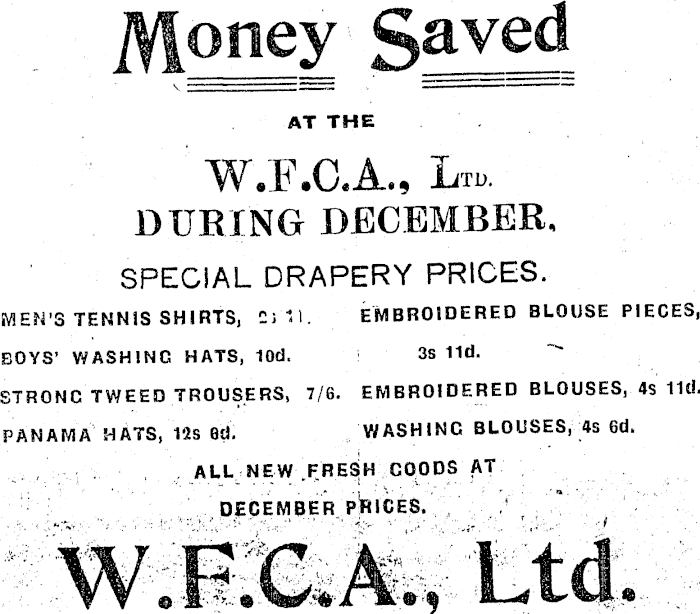 Money Saved
AT THE
W.F.C.A., LTD.
DURING DECEMBER,
SPECIAL DRAPERY PRICES.
MEN'S TENNIS SHIRTS,
BOYS' WASHING HATS, 10d.
STRONG TWEED TROUSERS, 7/6.
PANAMA HATS, 12s 6d.
EMBROIDERED BLOUSE PIECES,
3s 11d.
EMBROIDERED BLOUSES, 4s 11d.
WASHING BLOUSES, 4s 6d.
ALL NEW FRESH GOODS AT
DECEMBER PRICES.
W.F.C.A., Ltd.